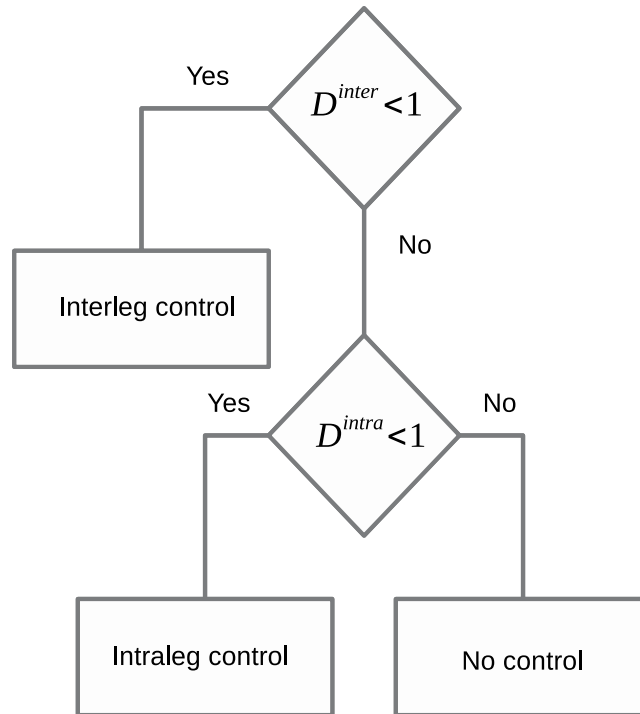 Yes
D^inter <1
No
Interleg control
Yes
D^intra <1
No
Intraleg control
No control